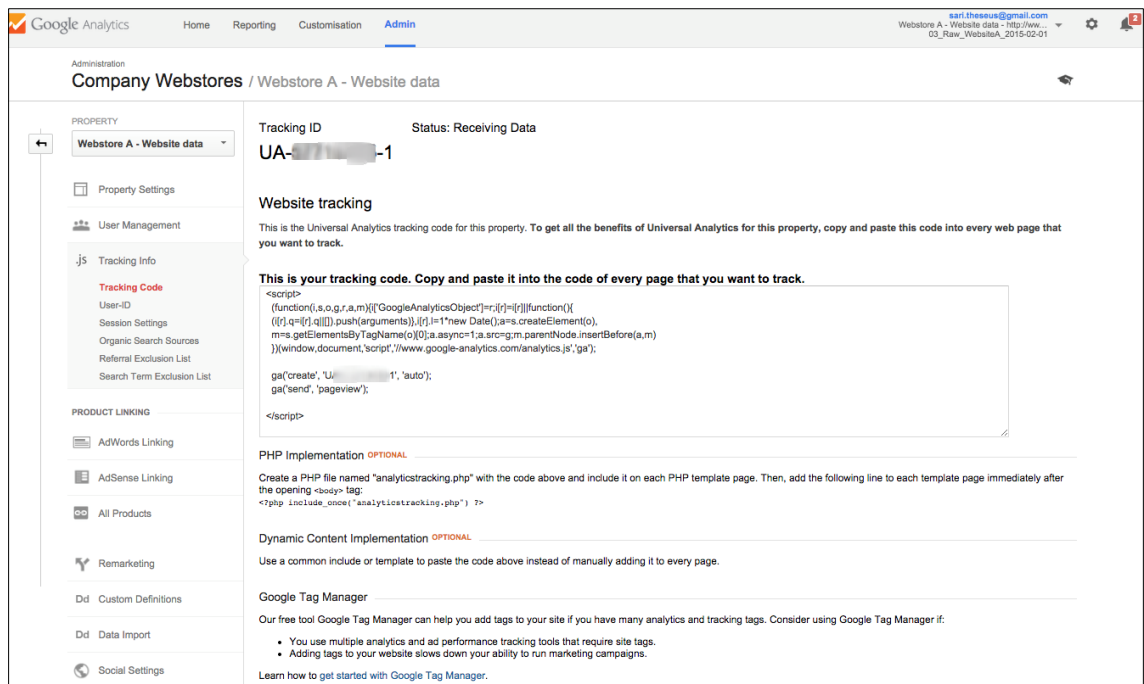 Google Analytics
Home
Reporting
Customisation
Admin
sari.theseus@gmail.com
Webstore A - Website data - http://ww...
03_Raw_WebsiteA_2015-02-01
2
Administration
Company Webstores / Webstore A - Website data
PROPERTY
Webstore A - Website data
Property Settings
User Management
.js Tracking Info
Tracking Code
User-ID
Session Settings
Organic Search Sources
Referral Exclusion List
Search Term Exclusion List
PRODUCT LINKING
AdWords Linking
AdSense Linking
All Products
Remarketing
Dd Custom Definitions
Dd Data Import
Social Settings
Tracking ID
Status: Receiving Data
UA- -1
Website tracking
This is the Universal Analytics tracking code for this property. To get all the benefits of Universal Analytics for this property, copy and paste this code into every web page that
you want to track.
This is your tracking code. Copy and paste it into the code of every page that you want to track.
<script>
(function(i,s,o,g,r,a,m){i['GoogleAnalyticsObject']=r;i[r]=i[r]||function(){
(i[r].q=i[r].q||[]).push(arguments)},i[r].l=1*new Date();a=s.createElement(o),
m=s.getElementsByTagName(o)[0];a.async=1;a.src=g;m.parentNode.insertBefore(a,m)
})(window,document,'script','//www.google-analytics.com/analytics.js','ga');
ga('create', 'UA 1', 'auto');
ga('send', 'pageview');
</script>
PHP Implementation OPTIONAL
Create a PHP file named "analyticstracking.php" with the code above and include it on each PHP template page. Then, add the following line to each template page immediately after
the opening <body> tag:
<?php include_once("analyticstracking.php") ?>
Dynamic Content Implementation OPTIONAL
Use a common include or template to paste the code above instead of manually adding it to every page.
Google Tag Manager
Our free tool Google Tag Manager can help you add tags to your site if you have many analytics and tracking tags. Consider using Google Tag Manager if:
• You use multiple analytics and ad performance tracking tools that require site tags.
• Adding tags to your website slows down your ability to run marketing campaigns.
Learn how to get started with Google Tag Manager.